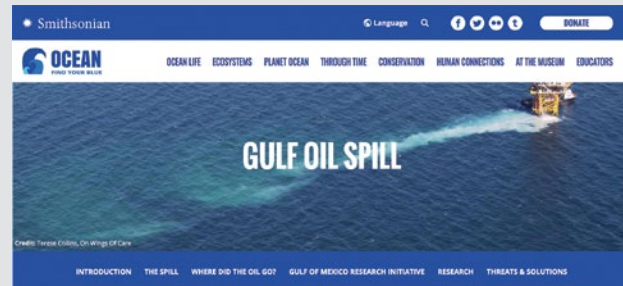 Smithsonian
Language
DONATE
OCEAN
FIND YOUR BLUE
OCEAN LIFE ECOSYSTEMS PLANET OCEAN THROUGH TIME CONSERVATION HUMAN CONNECTIONS AT THE MUSEUM EDUCATORS
GULF OIL SPILL
Credit: Terese Collins, On Wings Of Care
INTRODUCTION THE SPILL WHERE DID THE OIL GO? GULF OF MEXICO RESEARCH INITIATIVE RESEARCH THREATS & SOLUTIONS